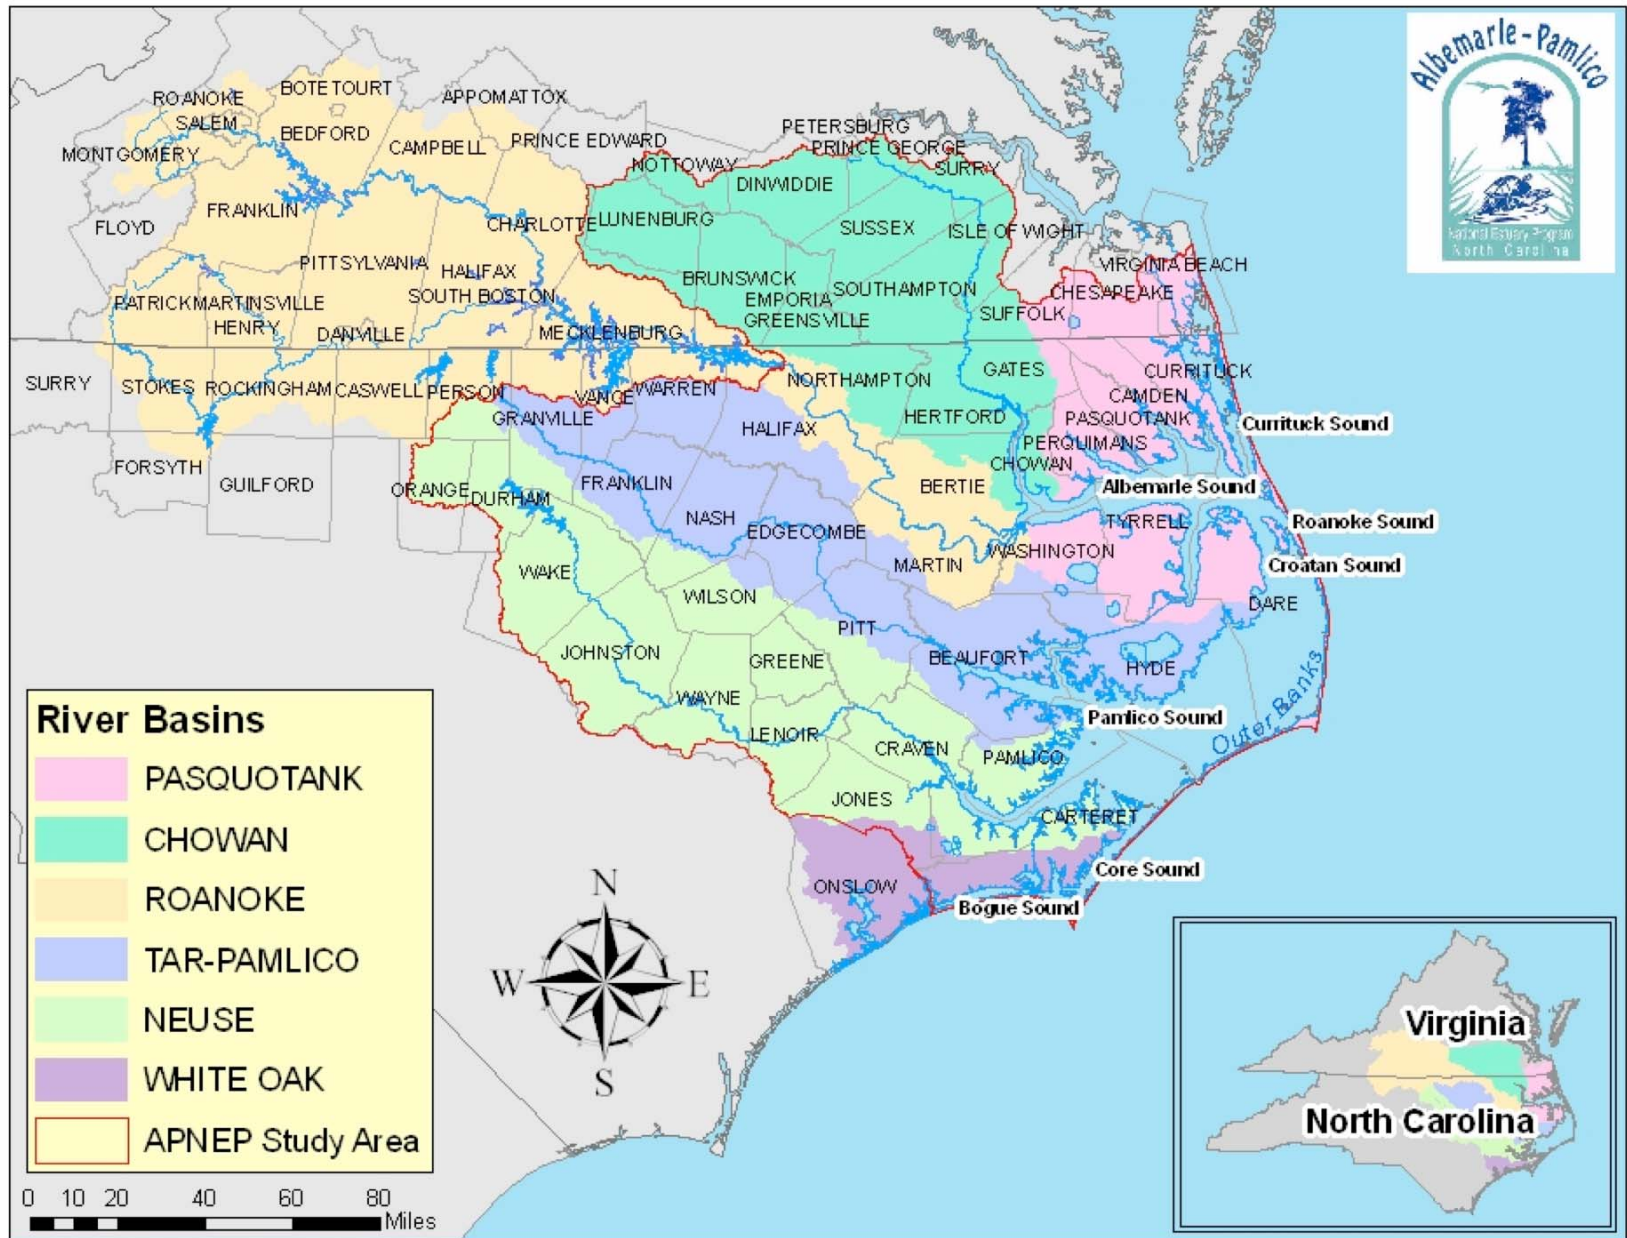 Albemarle-Pamlico
National Estuary Program
North Carolina
BOTETOURT
ROANOKE
APPOMATTOX
SALEM
BEDFORD
PETERSBURG
CAMPBELL
PRINCE EDWARD
PRINCE GEORGE
MONTGOMERY
NOTTOWAY
SURRY
DINWIDDIE
FRANKLIN
FLOYD
CHARLOTTE
LUNENBURG
SUSSEX
ISLE OF WIGHT
PITTSYLVANIA
HALIFAX
VIRGINIA BEACH
BRUNSWICK
SOUTH BOSTON
SOUTHAMPTON
CHESAPEAKE
PATRICK
MARTINSVILLE
EMPORIA
HENRY
DANVILLE
MECKLENBURG
GREENSVILLE
SUFFOLK
SURRY
STOKES
ROCKINGHAM
CASWELL
PERSON
VANCE
WARREN
NORTHAMPTON
GATES
CURRITUCK
CAMDEN
GRANVILLE
HALIFAX
HERTFORD
PASQUOTANK
Currituck Sound
PERQUIMANS
FORSYTH
GUILFORD
CHOWAN
ORANGE
DURHAM
FRANKLIN
BERTIE
Albemarle Sound
NASH
EDGECOMBE
TYRRELL
Roanoke Sound
WAKE
MARTIN
WASHINGTON
Croatan Sound
WILSON
DARE
PITT
JOHNSTON
GREENE
BEAUFORT
HYDE
WAYNE
Outer Banks
Pamlico Sound
LENOIR
CRAVEN
PAMLICO
JONES
CARTERET
Core Sound
ONSLOW
Bogue Sound
River Basins
PASQUOTANK
CHOWAN
ROANOKE
TAR-PAMLICO
NEUSE
WHITE OAK
APNEP Study Area
0 10 20 40 60 80
Miles
N
W E
S
Virginia
North Carolina